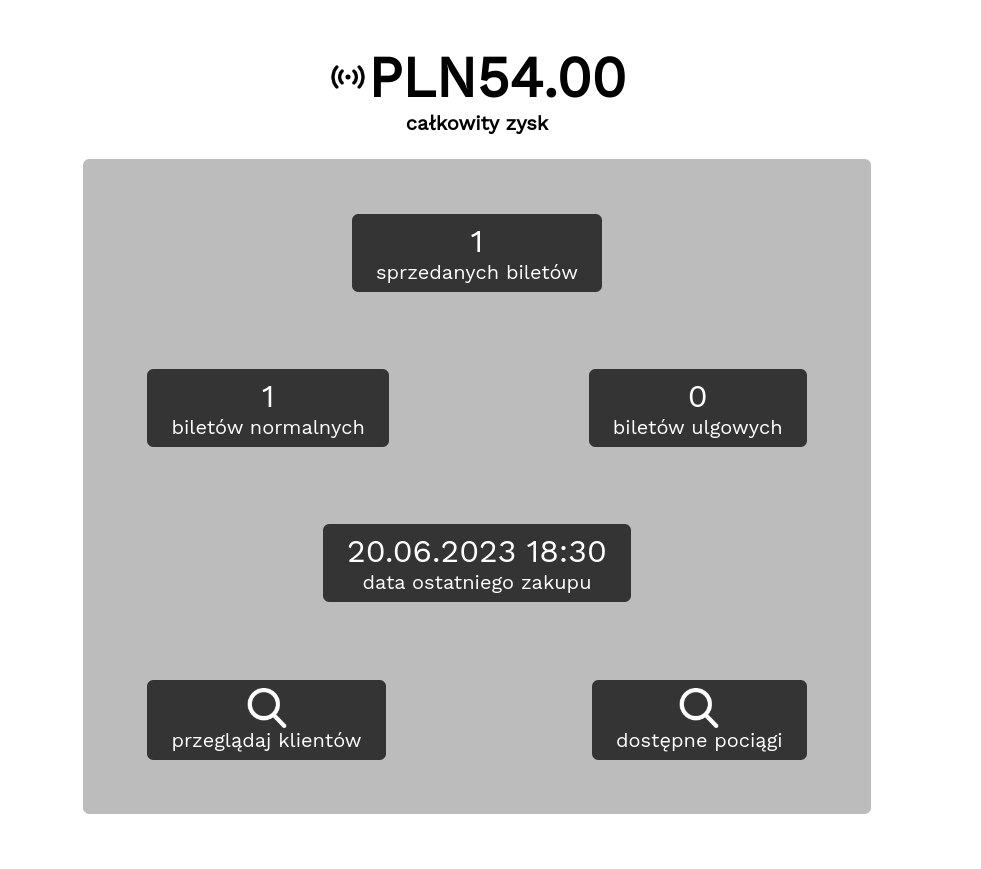 PLN54.00
całkowity zysk
1
sprzedanych biletów
1
biletów normalnych
0
biletów ulgowych
20.06.2023 18:30
data ostatniego zakupu
przeglądaj klientów
dostępne pociągi